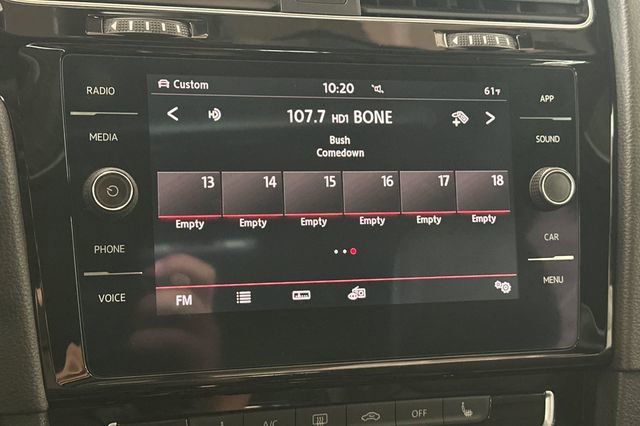 RADIO
MEDIA
PHONE
VOICE
Custom 10:20 61°F
107.7 HD1 BONE
Bush
Comedown
13 14 15 16 17 18
Empty Empty Empty Empty Empty Empty
FM
APP
SOUND
CAR
MENU
A/C OFF